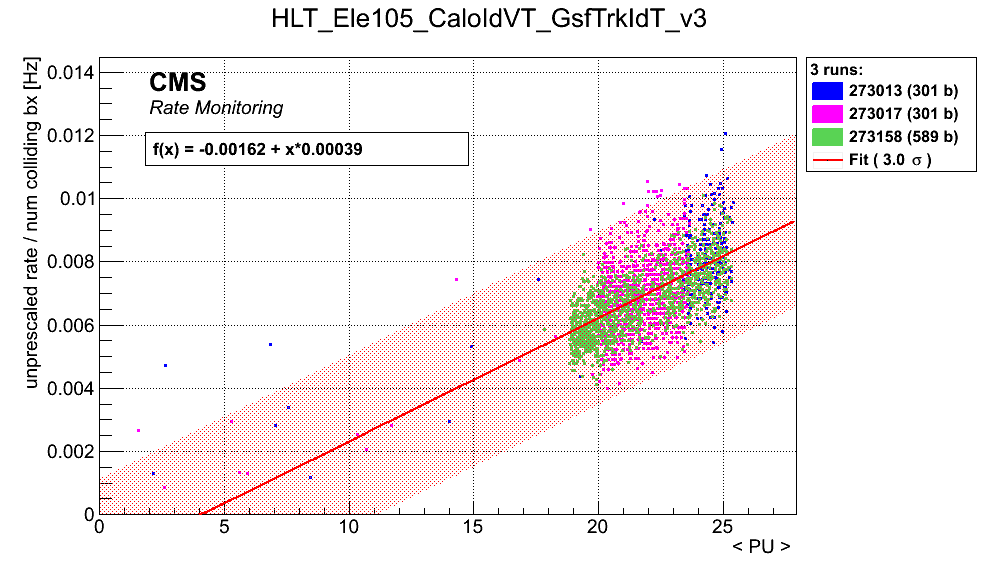 HLT_Ele105_CaloIdVT_GsfTrkIdT_v3
unprescaled rate / num colliding bx [Hz]
0.014
0.012
0.01
0.008
0.006
0.004
0.002
0
CMS
Rate Monitoring
f(x) = -0.00162 + x*0.00039
3 runs:
273013 (301 b)
273017 (301 b)
273158 (589 b)
Fit ( 3.0 σ )
0 5 10 15 20 25
< PU >